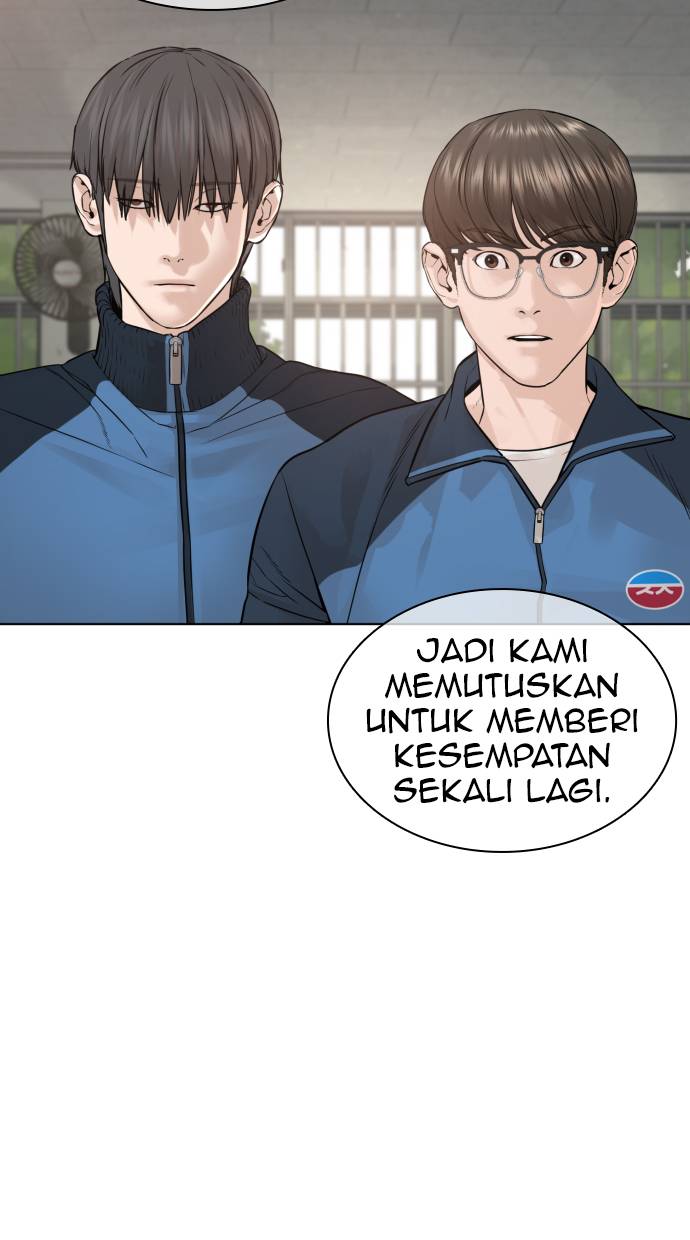 JADI KAMI
MEMUTUSKAN
UNTUK MEMBERI
KESEMPATAN
SEKALI LAGI.